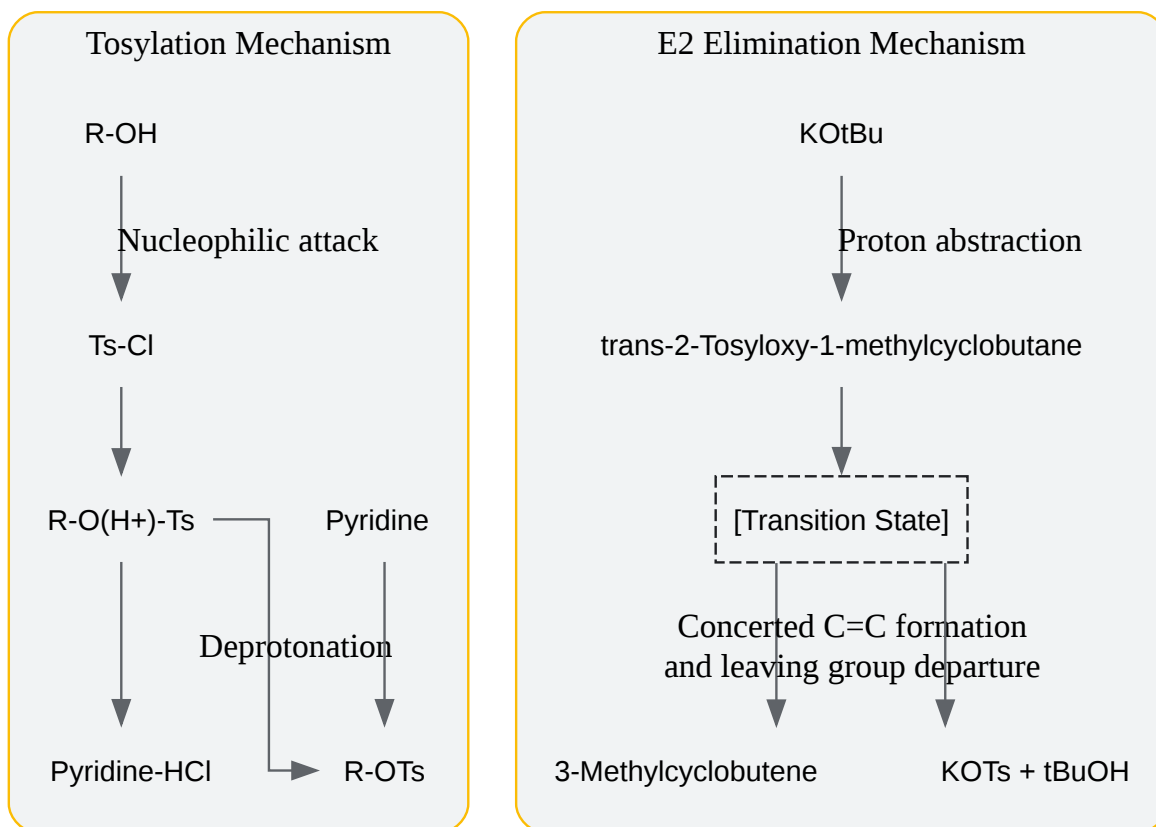 Tosylation Mechanism
R-OH
Nucleophilic attack
Ts-Cl
R-O(H+)-Ts
Pyridine
Deprotonation
Pyridine-HCl
R-OTs
E2 Elimination Mechanism
KOtBu
Proton abstraction
trans-2-Tosyloxy-1-methylcyclobutane
[Transition State]
Concerted C=C formation
and leaving group departure
3-Methylcyclobutene
KOTs + tBuOH